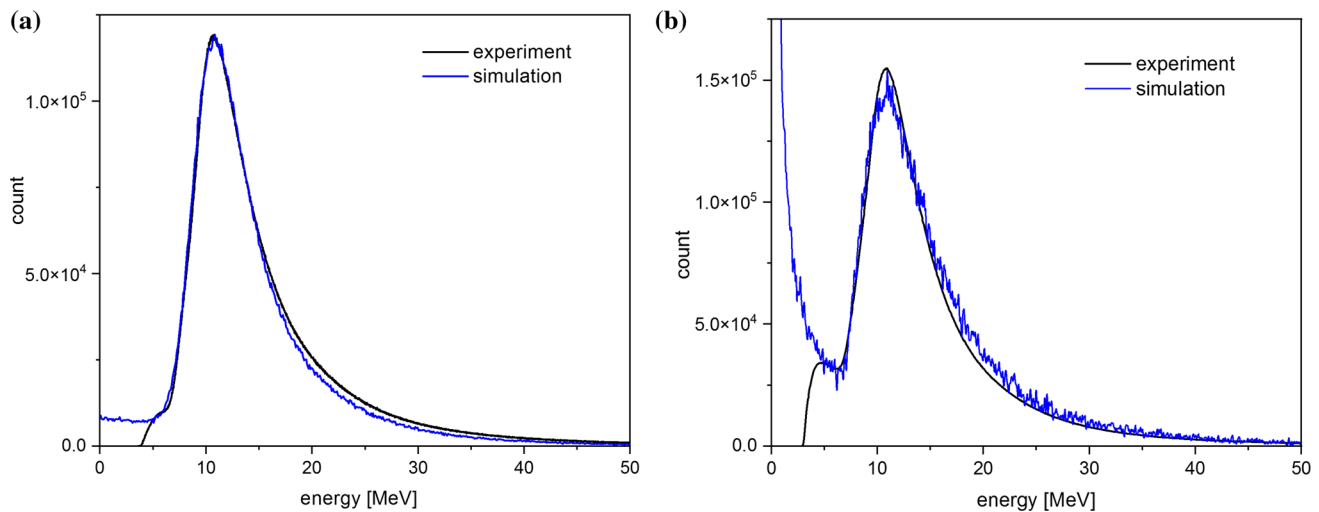 (a)
experiment
simulation
1.0×10⁵
5.0×10⁴
0.0
count
0 10 20 30 40 50
energy [MeV]
(b)
experiment
simulation
1.5×10⁵
1.0×10⁵
5.0×10⁴
0.0
count
0 10 20 30 40 50
energy [MeV]